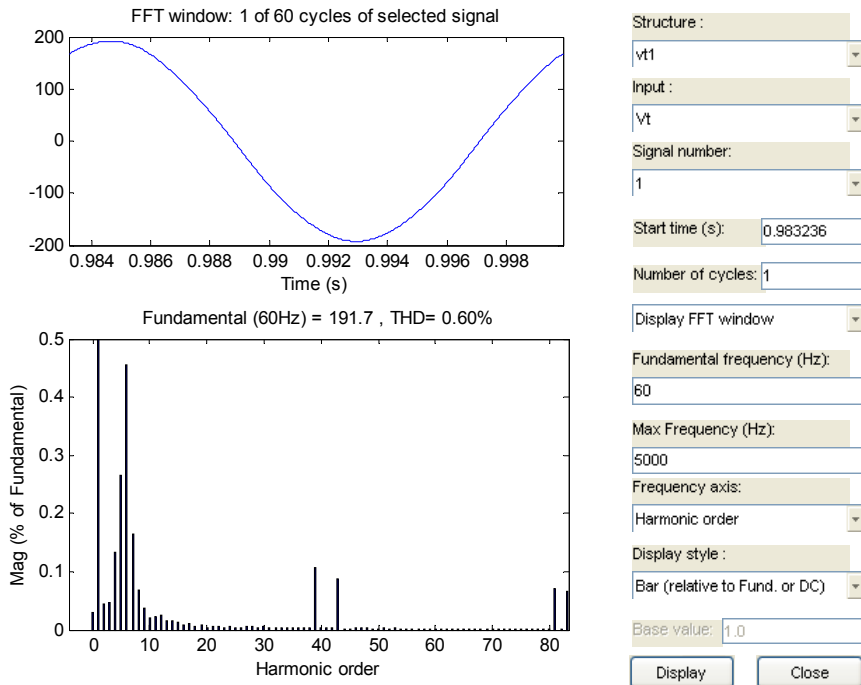 FFT window: 1 of 60 cycles of selected signal
200
100
0
-100
-200
0.984 0.986 0.988 0.99 0.992 0.994 0.996 0.998
Time (s)
Fundamental (60Hz) = 191.7 , THD= 0.60%
0.5
0.4
0.3
0.2
0.1
0
0 10 20 30 40 50 60 70 80
Harmonic order
Mag (% of Fundamental)
Structure :
vt1
Input :
Vt
Signal number:
1
Start time (s): 0.983236
Number of cycles: 1
Display FFT window
Fundamental frequency (Hz):
60
Max Frequency (Hz):
5000
Frequency axis:
Harmonic order
Display style :
Bar (relative to Fund. or DC)
Base value: 1.0
Display Close